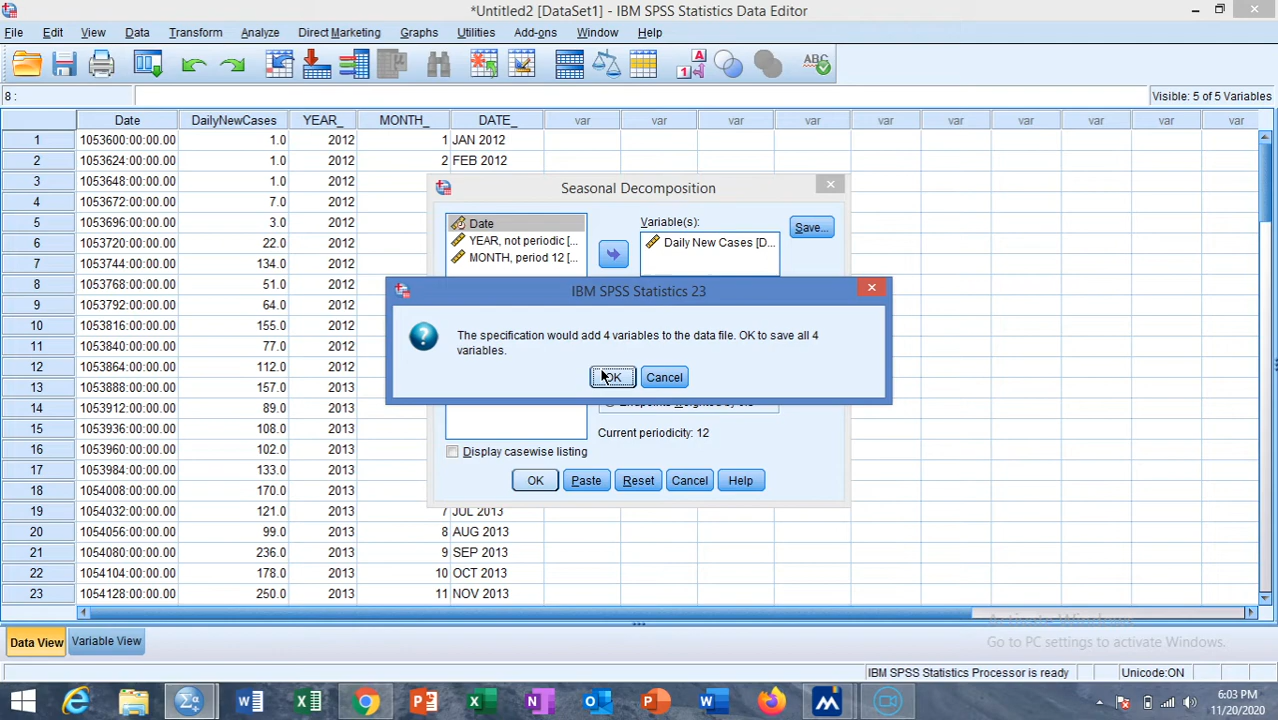 *Untitled2 [DataSet1] - IBM SPSS Statistics Data Editor
File Edit View Data Transform Analyze Direct Marketing Graphs Utilities Add-ons Window Help
8 : Visible: 5 of 5 Variables
Date DailyNewCases YEAR_ MONTH_ DATE_ var var var var var var var var var var
1 1053600:00:00.00 1.0 2012 1 JAN 2012
2 1053624:00:00.00 1.0 2012 2 FEB 2012
3 1053648:00:00.00 1.0 2012
4 1053672:00:00.00 7.0 2012
5 1053696:00:00.00 3.0 2012
6 1053720:00:00.00 22.0 2012
7 1053744:00:00.00 134.0 2012
8 1053768:00:00.00 51.0 2012
9 1053792:00:00.00 64.0 2012
10 1053816:00:00.00 155.0 2012
11 1053840:00:00.00 77.0 2012
12 1053864:00:00.00 112.0 2012
13 1053888:00:00.00 157.0 2013
14 1053912:00:00.00 89.0 2013
15 1053936:00:00.00 108.0 2013
16 1053960:00:00.00 102.0 2013
17 1053984:00:00.00 133.0 2013
18 1054008:00:00.00 170.0 2013
19 1054032:00:00.00 121.0 2013 7 JUL 2013
20 1054056:00:00.00 99.0 2013 8 AUG 2013
21 1054080:00:00.00 236.0 2013 9 SEP 2013
22 1054104:00:00.00 178.0 2013 10 OCT 2013
23 1054128:00:00.00 250.0 2013 11 NOV 2013
Seasonal Decomposition
Date
YEAR, not periodic [...
MONTH, period 12 [...
Variable(s):
Daily New Cases [D...
Save...
IBM SPSS Statistics 23
The specification would add 4 variables to the data file. OK to save all 4
variables.
OK Cancel
Current periodicity: 12
Display casewise listing
OK Paste Reset Cancel Help
Data View Variable View
Activate Windows
Go to PC settings to activate Windows.
IBM SPSS Statistics Processor is ready Unicode:ON
6:03 PM
11/20/2020